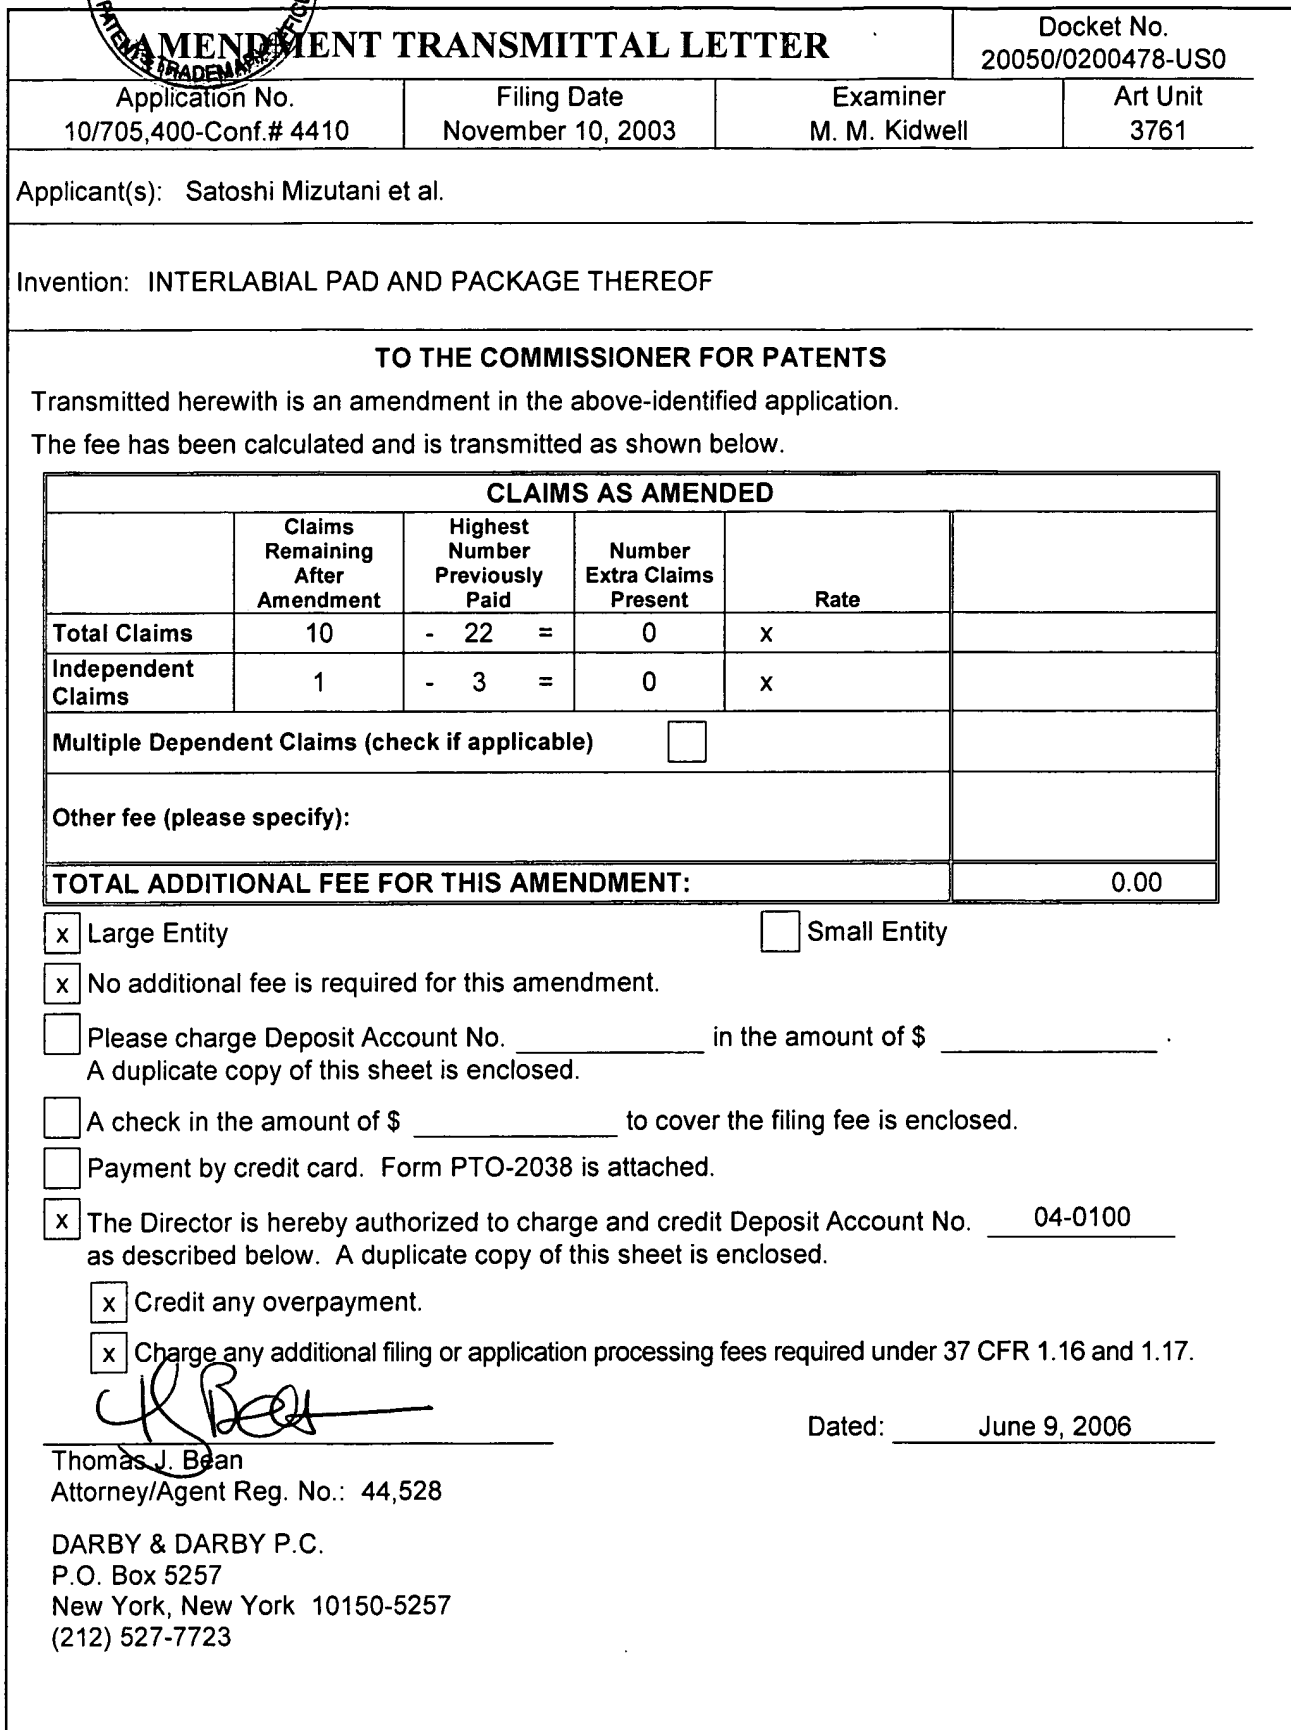 PATENT & TRADEMARK OFFICE
AMENDMENT TRANSMITTAL LETTER
Docket No.
20050/0200478-US0
Application No.
10/705,400-Conf.# 4410
Filing Date
November 10, 2003
Examiner
M. M. Kidwell
Art Unit
3761
Applicant(s): Satoshi Mizutani et al.
Invention: INTERLABIAL PAD AND PACKAGE THEREOF
TO THE COMMISSIONER FOR PATENTS
Transmitted herewith is an amendment in the above-identified application.
The fee has been calculated and is transmitted as shown below.
CLAIMS AS AMENDED
Claims
Remaining
After
Amendment
Highest
Number
Previously
Paid
Number
Extra Claims
Present
Rate
Total Claims 10 - 22 = 0 x
Independent
Claims 1 - 3 = 0 x
Multiple Dependent Claims (check if applicable)
Other fee (please specify):
TOTAL ADDITIONAL FEE FOR THIS AMENDMENT: 0.00
x Large Entity Small Entity
x No additional fee is required for this amendment.
Please charge Deposit Account No. in the amount of $ .
A duplicate copy of this sheet is enclosed.
A check in the amount of $ to cover the filing fee is enclosed.
Payment by credit card. Form PTO-2038 is attached.
x The Director is hereby authorized to charge and credit Deposit Account No. 04-0100
as described below. A duplicate copy of this sheet is enclosed.
x Credit any overpayment.
x Charge any additional filing or application processing fees required under 37 CFR 1.16 and 1.17.
Dated: June 9, 2006
Thomas J. Bean
Attorney/Agent Reg. No.: 44,528
DARBY & DARBY P.C.
P.O. Box 5257
New York, New York 10150-5257
(212) 527-7723